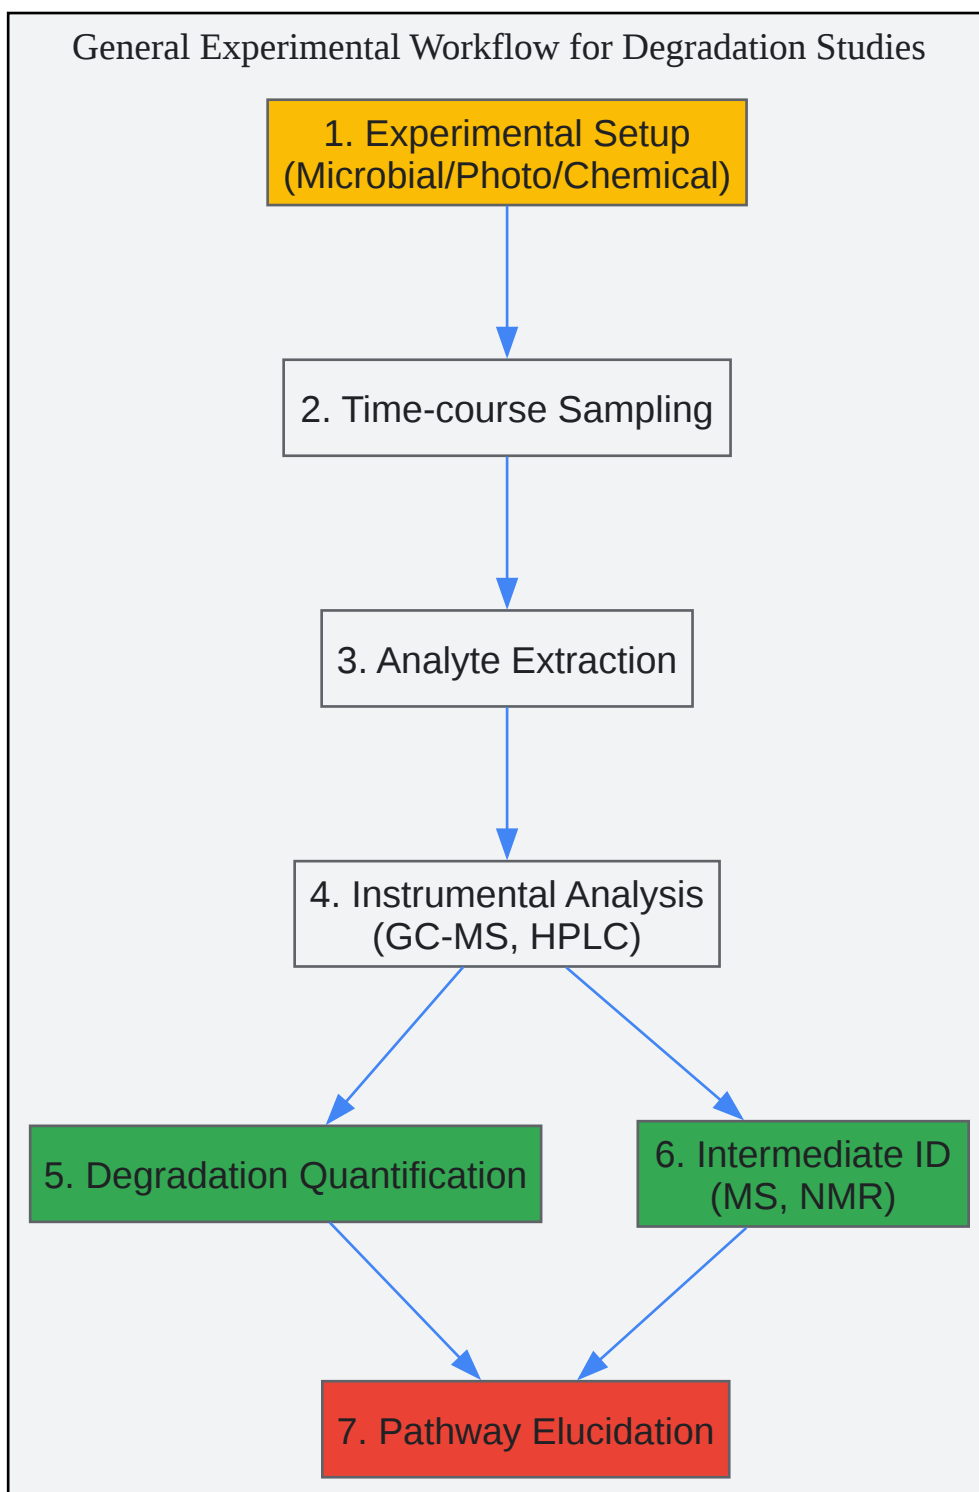 General Experimental Workflow for Degradation Studies
1. Experimental Setup
(Microbial/Photo/Chemical)
2. Time-course Sampling
3. Analyte Extraction
4. Instrumental Analysis
(GC-MS, HPLC)
5. Degradation Quantification
6. Intermediate ID
(MS, NMR)
7. Pathway Elucidation